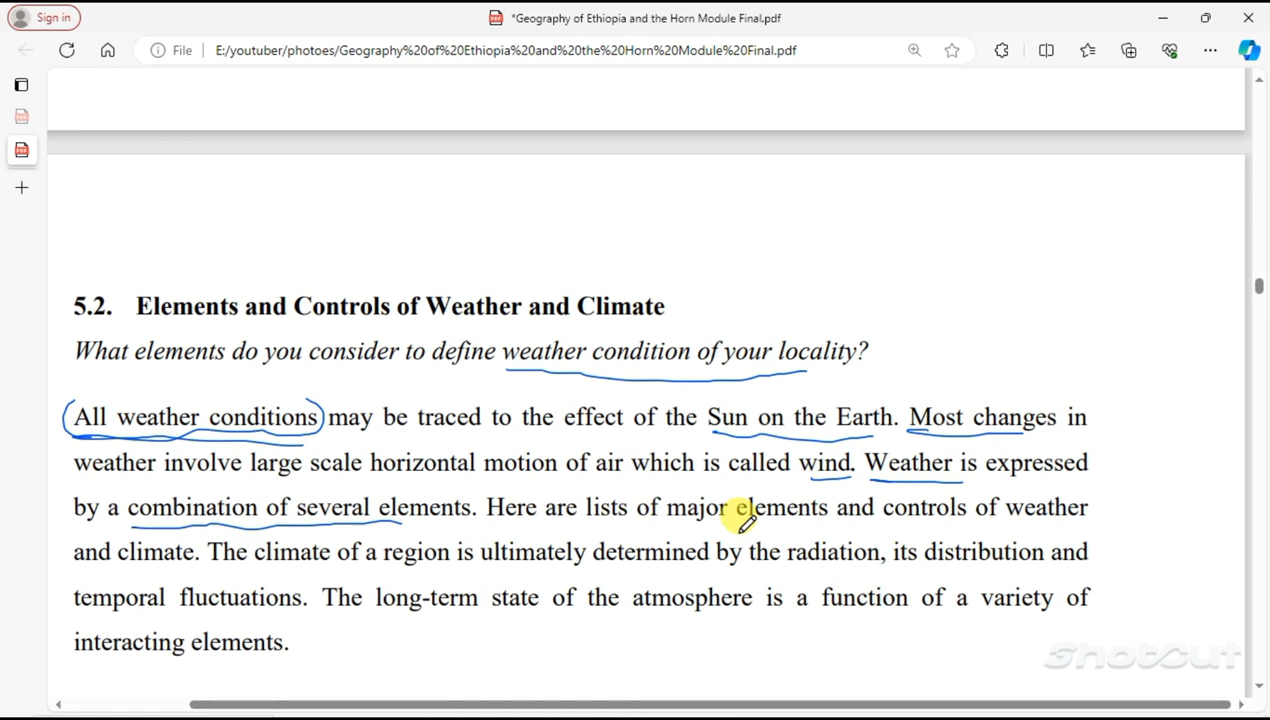 Sign in
*Geography of Ethiopia and the Horn Module Final.pdf
File E:/youtuber/photoes/Geography%20of%20Ethiopia%20and%20the%20Horn%20Module%20Final.pdf
5.2. Elements and Controls of Weather and Climate
What elements do you consider to define weather condition of your locality?
All weather conditions may be traced to the effect of the Sun on the Earth. Most changes in
weather involve large scale horizontal motion of air which is called wind. Weather is expressed
by a combination of several elements. Here are lists of major elements and controls of weather
and climate. The climate of a region is ultimately determined by the radiation, its distribution and
temporal fluctuations. The long-term state of the atmosphere is a function of a variety of
interacting elements.
ShotCut